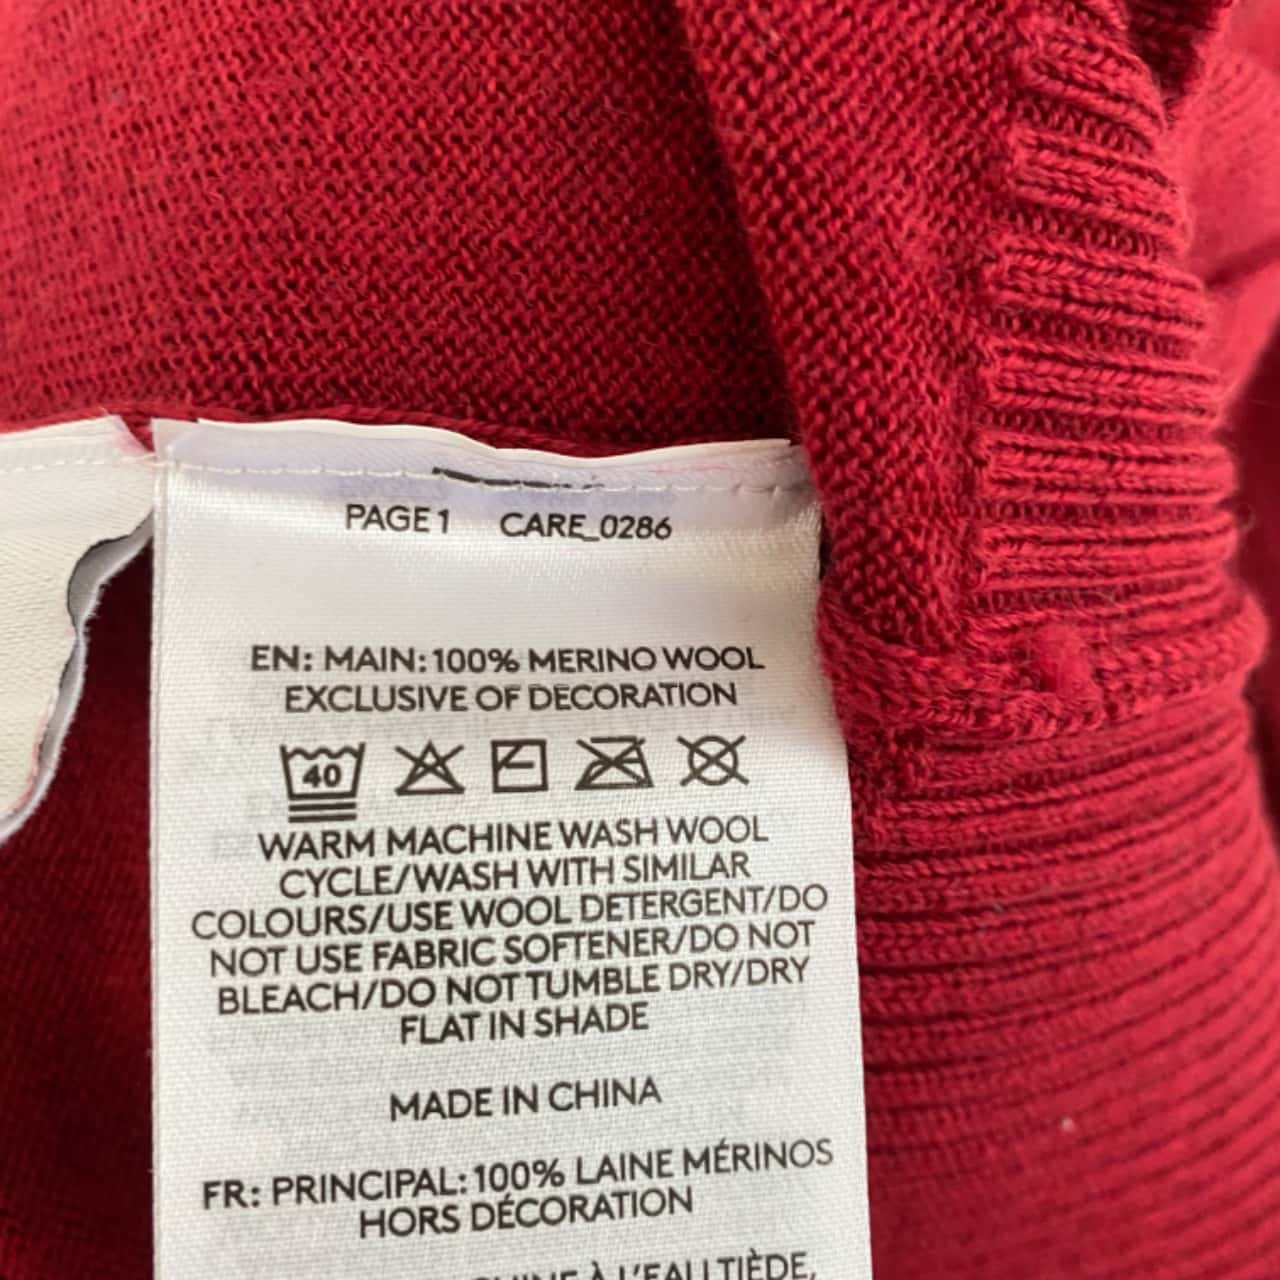 PAGE 1 CARE_0286
EN: MAIN: 100% MERINO WOOL
EXCLUSIVE OF DECORATION
40
WARM MACHINE WASH WOOL
CYCLE/WASH WITH SIMILAR
COLOURS/USE WOOL DETERGENT/DO
NOT USE FABRIC SOFTENER/DO NOT
BLEACH/DO NOT TUMBLE DRY/DRY
FLAT IN SHADE
MADE IN CHINA
FR: PRINCIPAL: 100% LAINE MÉRINOS
HORS DÉCORATION
À L'EAU TIÈDE,